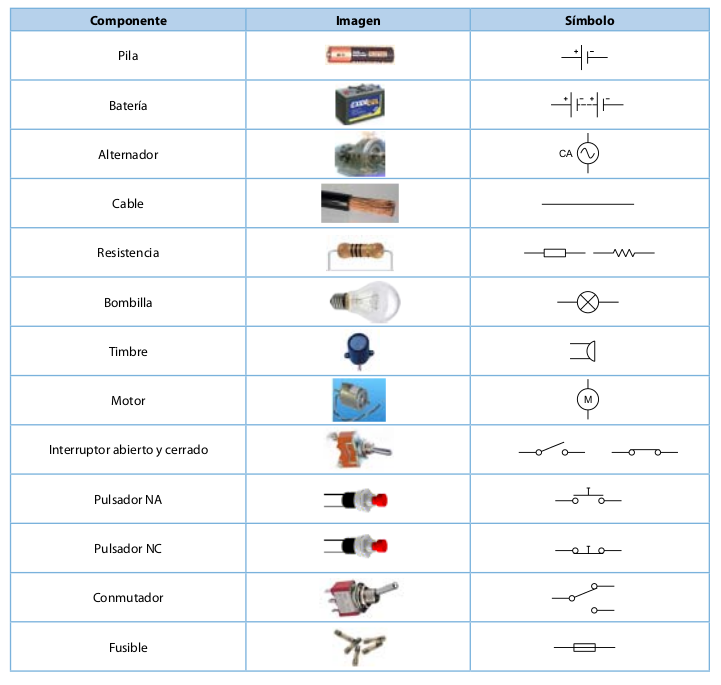 Componente Imagen Símbolo
Pila + −
Batería EXIDE + − + −
Alternador CA
Cable
Resistencia
Bombilla
Timbre
Motor M
Interruptor abierto y cerrado
Pulsador NA
Pulsador NC
Conmutador
Fusible